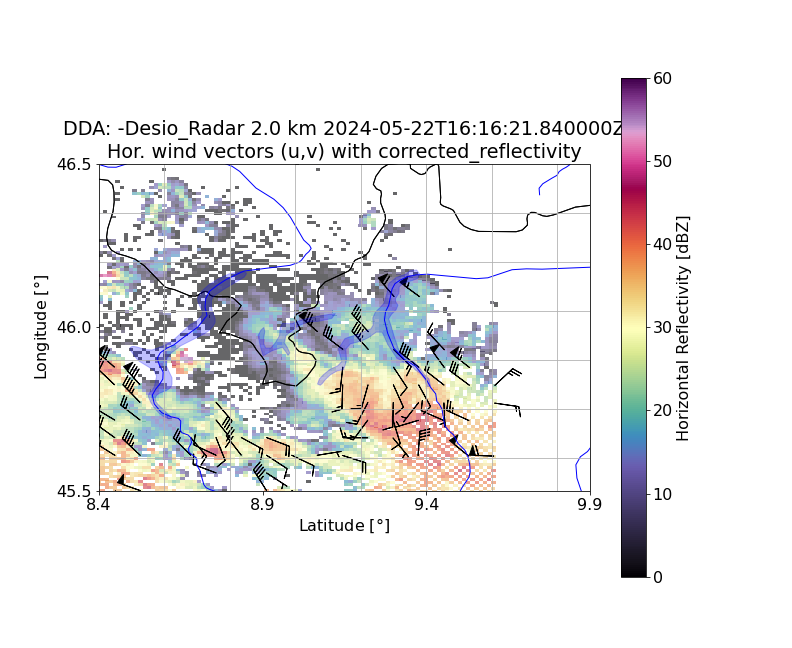 DDA: -Desio_Radar 2.0 km 2024-05-22T16:16:21.840000Z
Hor. wind vectors (u,v) with corrected_reflectivity
46.5
46.0
45.5
Longitude [°]
8.4 8.9 9.4 9.9
Latitude [°]
60
50
40
30
20
10
0
Horizontal Reflectivity [dBZ]